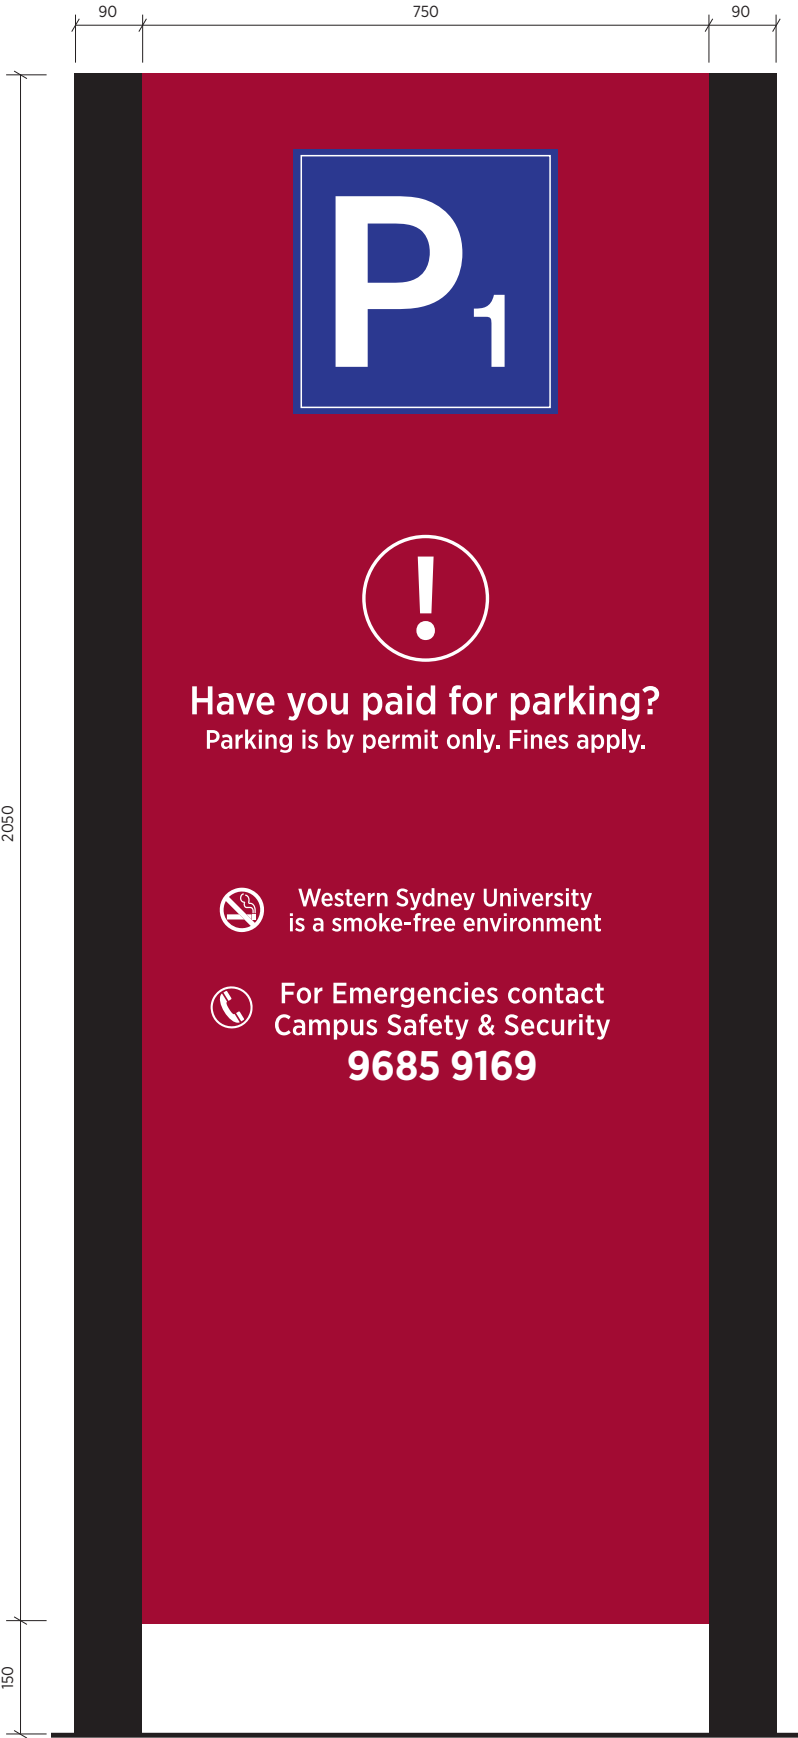 90 750 90
P1
!
Have you paid for parking?
Parking is by permit only. Fines apply.
2050
Western Sydney University
is a smoke-free environment
For Emergencies contact
Campus Safety & Security
9685 9169
150